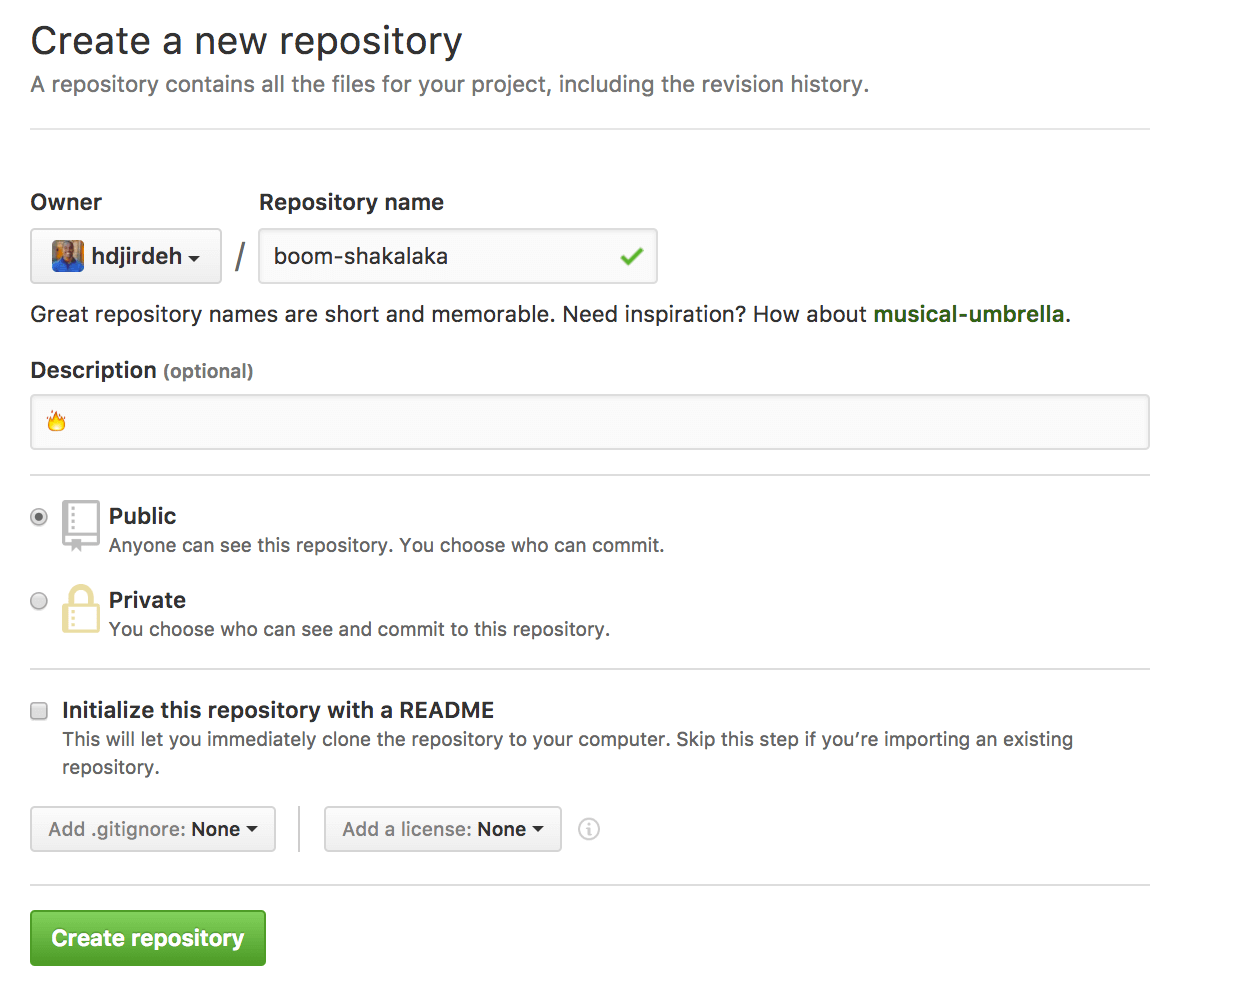 Create a new repository
A repository contains all the files for your project, including the revision history.
Owner
Repository name
hdjirdeh
/
boom-shakalaka
Great repository names are short and memorable. Need inspiration? How about musical-umbrella.
Description (optional)
🔥
Public
Anyone can see this repository. You choose who can commit.
Private
You choose who can see and commit to this repository.
Initialize this repository with a README
This will let you immediately clone the repository to your computer. Skip this step if you’re importing an existing
repository.
Add .gitignore: None
Add a license: None
Create repository